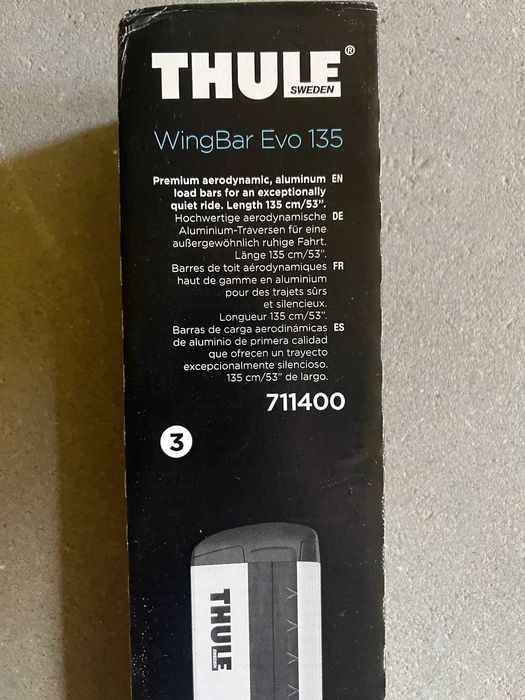 THULE®
SWEDEN
WingBar Evo 135
Premium aerodynamic, aluminum EN
load bars for an exceptionally
quiet ride. Length 135 cm/53”.
Hochwertige aerodynamische DE
Aluminium-Traversen für eine
außergewöhnlich ruhige Fahrt.
Länge 135 cm/53”.
Barres de toit aérodynamiques FR
haut de gamme en aluminium
pour des trajets sûrs
et silencieux.
Longueur 135 cm/53”.
Barras de carga aerodinámicas ES
de aluminio de primera calidad
que ofrecen un trayecto
excepcionalmente silencioso.
135 cm/53” de largo.
711400
3
THULE
SWEDEN